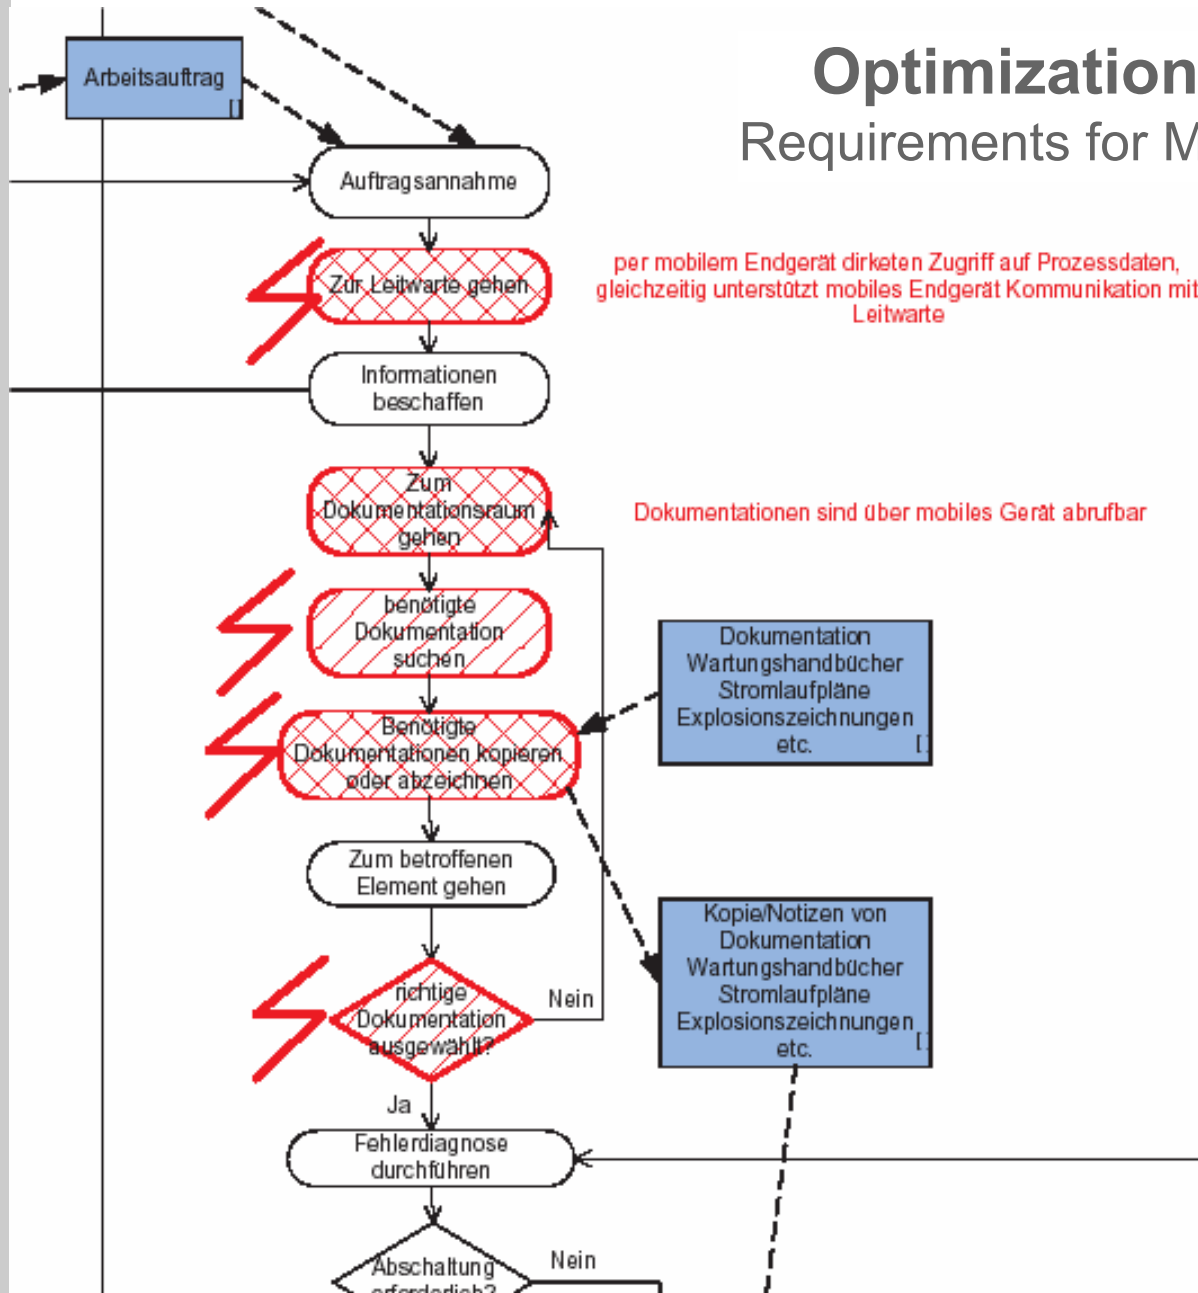 Optimization
Requirements for M
Arbeitsauftrag
[]
Auftragsannahme
Zur Leitwarte gehen
per mobilem Endgerät dirketen Zugriff auf Prozessdaten,
gleichzeitig unterstützt mobiles Endgerät Kommunikation mit
Leitwarte
Informationen
beschaffen
Zum
Dokumentationsraum
gehen
Dokumentationen sind über mobiles Gerät abrufbar
benötigte
Dokumentation
suchen
Dokumentation
Wartungshandbücher
Stromlaufpläne
Explosionszeichnungen
etc.
[]
Benötigte
Dokumentationen kopieren
oder abzeichnen
Zum betroffenen
Element gehen
Kopie/Notizen von
Dokumentation
Wartungshandbücher
Stromlaufpläne
Explosionszeichnungen
etc.
[]
richtige
Dokumentation
ausgewählt?
Nein
Ja
Fehlerdiagnose
durchführen
Abschaltung
erforderlich?
Nein